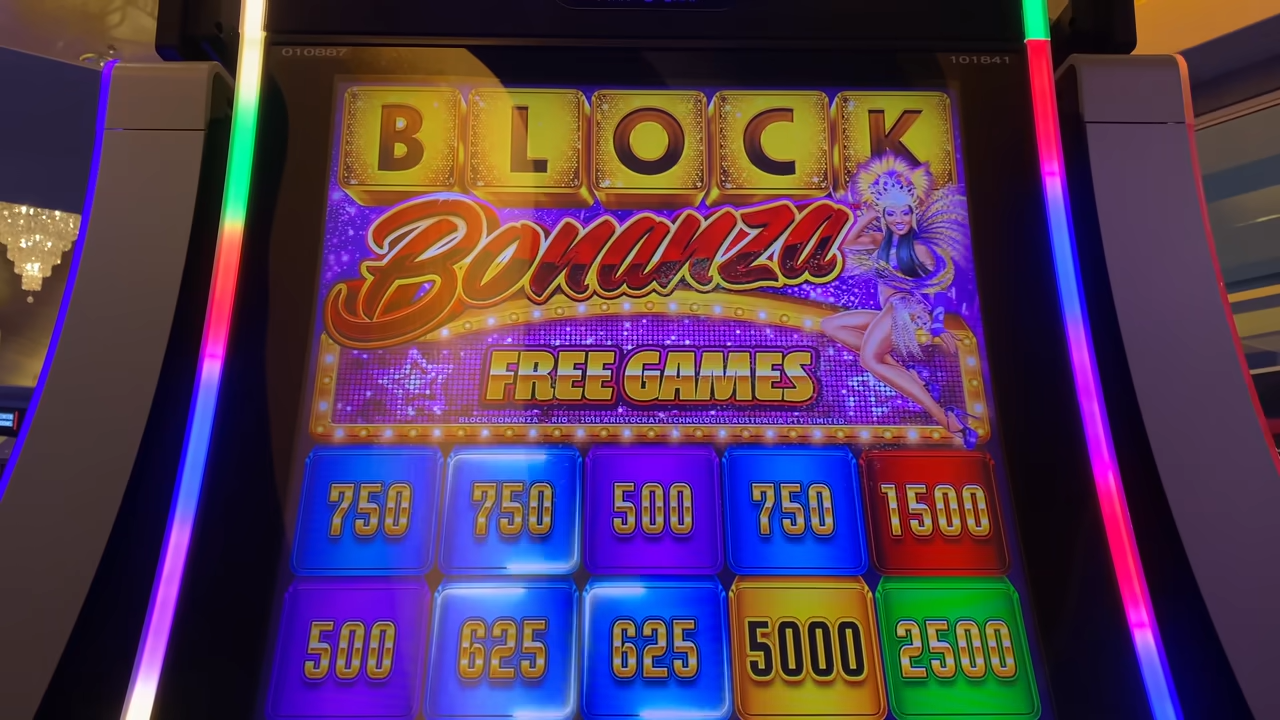 010887 101841
BLOCK
Bonanza
FREE GAMES
BLOCK BONANZA - RIO © 2018 ARISTOCRAT TECHNOLOGIES AUSTRALIA PTY LIMITED.
750 750 500 750 1500
500 625 625 5000 2500